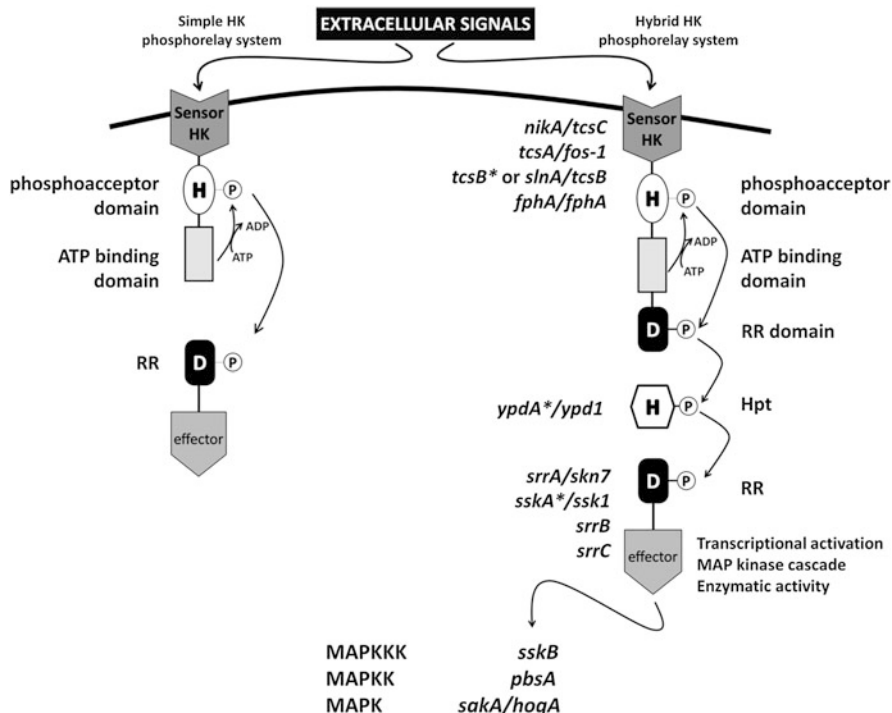 EXTRACELLULAR SIGNALS
Simple HK
phosphorelay system
Hybrid HK
phosphorelay system
Sensor
HK
phosphoacceptor
domain
H
P
ADP
ATP
ATP binding
domain
RR
D
P
effector
Sensor
HK
nikA/tcsC
tcsA/fos-1
tcsB* or slnA/tcsB
fphA/fphA
H
P
phosphoacceptor
domain
ADP
ATP
ATP binding
domain
D
P
RR domain
ypdA*/ypd1
H
P
Hpt
srrA/skn7
sskA*/ssk1
srrB
srrC
D
P
RR
effector
Transcriptional activation
MAP kinase cascade
Enzymatic activity
MAPKKK sskB
MAPKK pbsA
MAPK sakA/hogA